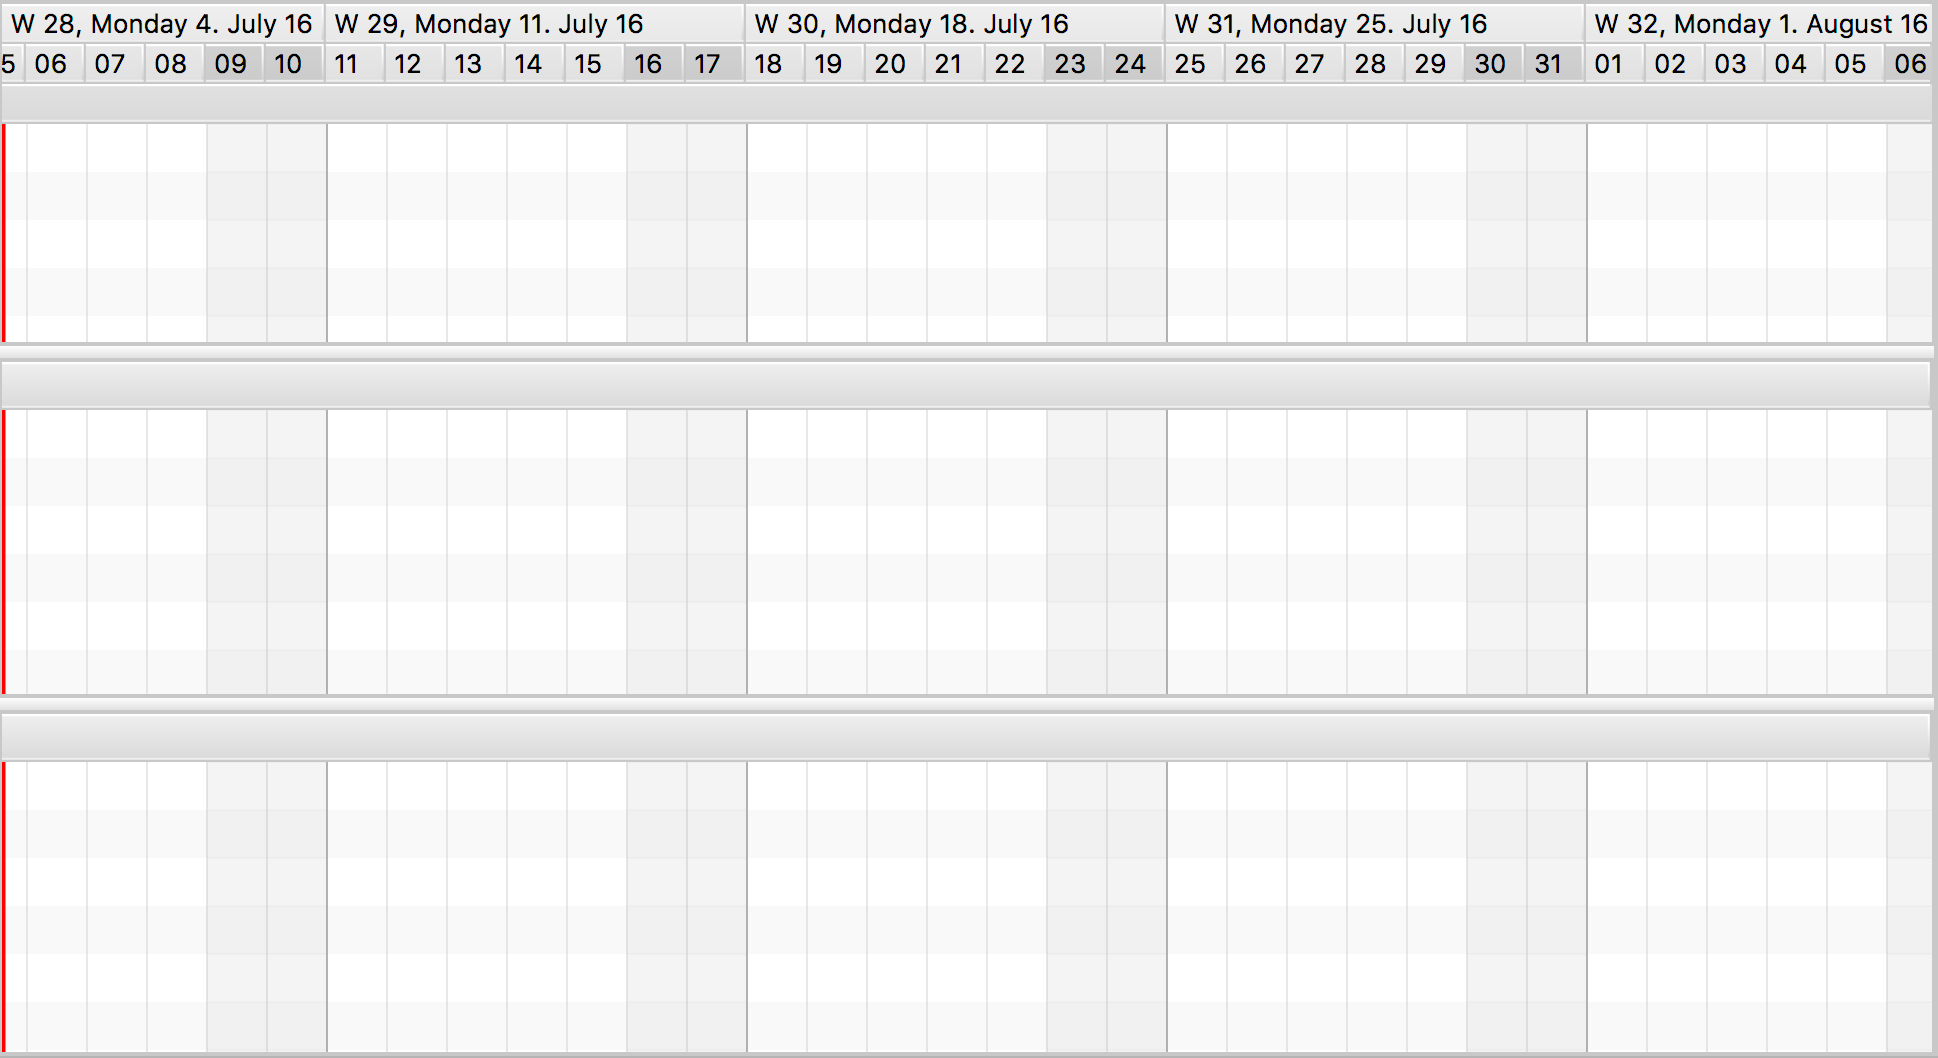 W 28, Monday 4. July 16 W 29, Monday 11. July 16 W 30, Monday 18. July 16 W 31, Monday 25. July 16 W 32, Monday 1. August 16
5 06 07 08 09 10 11 12 13 14 15 16 17 18 19 20 21 22 23 24 25 26 27 28 29 30 31 01 02 03 04 05 06